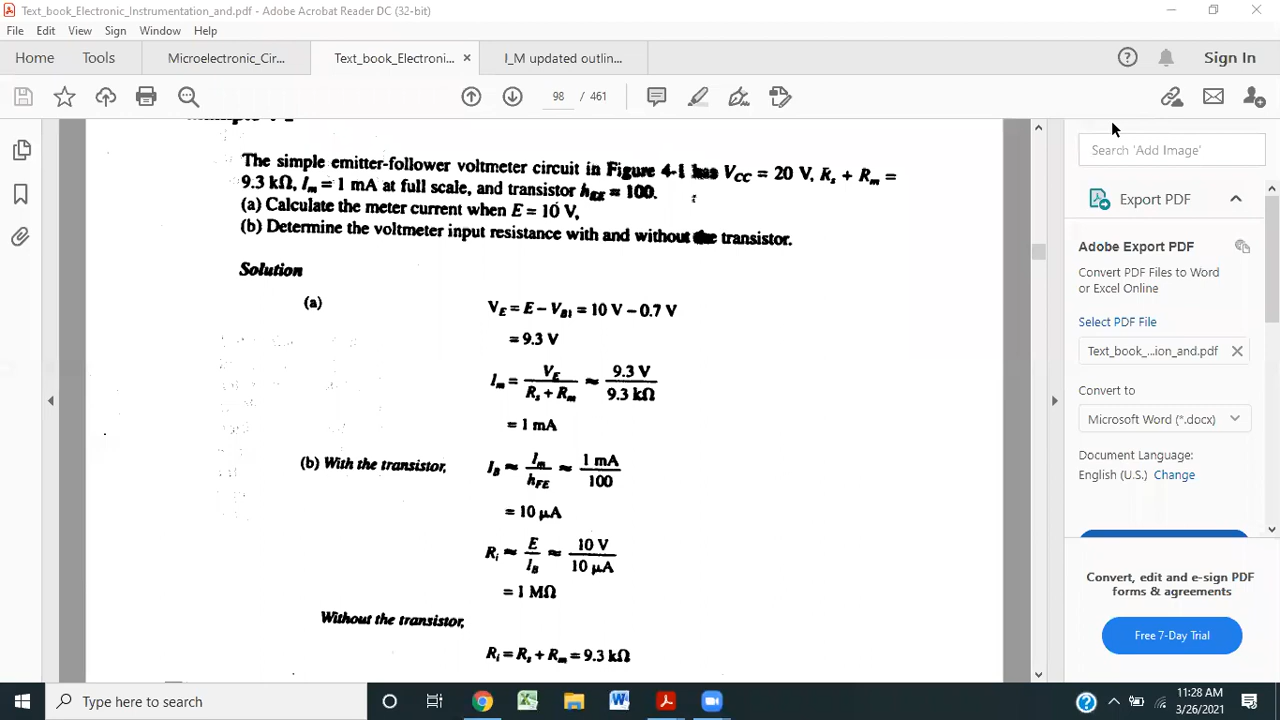 Text_book_Electronic_Instrumentation_and.pdf - Adobe Acrobat Reader DC (32-bit)
File Edit View Sign Window Help
Home Tools Microelectronic_Cir... Text_book_Electroni... × I_M updated outlin... Sign In
98 / 461
The simple emitter-follower voltmeter circuit in Figure 4-1 has V_CC = 20 V, R_s + R_m =
9.3 kΩ, I_m = 1 mA at full scale, and transistor h_FE = 100.
(a) Calculate the meter current when E = 10 V,
(b) Determine the voltmeter input resistance with and without the transistor.
Solution
(a) V_E = E − V_B1 = 10 V − 0.7 V
= 9.3 V
I_m = V_E / (R_s + R_m) ≈ 9.3 V / 9.3 kΩ
= 1 mA
(b) With the transistor, I_B ≈ I_m / h_FE ≈ 1 mA / 100
= 10 μA
R_i ≈ E / I_B ≈ 10 V / 10 μA
= 1 MΩ
Without the transistor,
R_i = R_s + R_m = 9.3 kΩ
Search 'Add Image'
Export PDF
Adobe Export PDF
Convert PDF Files to Word
or Excel Online
Select PDF File
Text_book_...ion_and.pdf ×
Convert to
Microsoft Word (*.docx)
Document Language:
English (U.S.) Change
Convert, edit and e-sign PDF
forms & agreements
Free 7-Day Trial
Type here to search
11:28 AM
3/26/2021